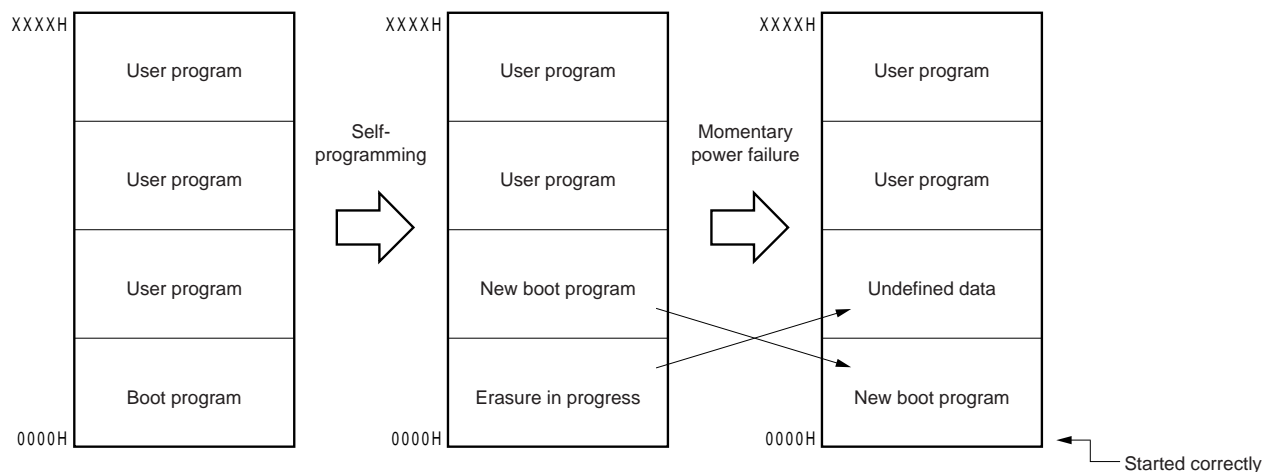 XXXXH
User program
User program
User program
Boot program
0000H
Self-
programming
XXXXH
User program
User program
New boot program
Erasure in progress
0000H
Momentary
power failure
XXXXH
User program
User program
Undefined data
New boot program
0000H
Started correctly